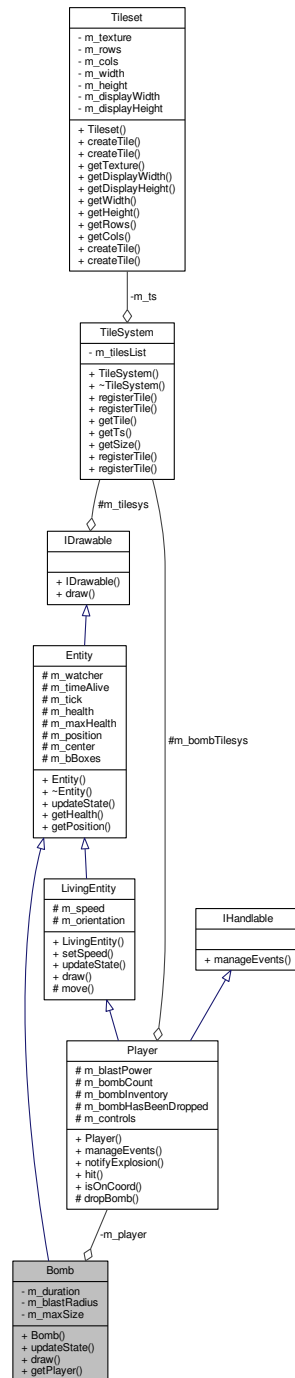 Tileset
- m_texture
- m_rows
- m_cols
- m_width
- m_height
- m_displayWidth
- m_displayHeight
+ Tileset()
+ createTile()
+ createTile()
+ getTexture()
+ getDisplayWidth()
+ getDisplayHeight()
+ getWidth()
+ getHeight()
+ getRows()
+ getCols()
+ createTile()
+ createTile()
-m_ts
TileSystem
- m_tilesList
+ TileSystem()
+ ~TileSystem()
+ registerTile()
+ registerTile()
+ getTile()
+ getTs()
+ getSize()
+ registerTile()
+ registerTile()
#m_tilesys
IDrawable
+ IDrawable()
+ draw()
Entity
# m_watcher
# m_timeAlive
# m_tick
# m_health
# m_maxHealth
# m_position
# m_center
# m_bBoxes
+ Entity()
+ ~Entity()
+ updateState()
+ getHealth()
+ getPosition()
#m_bombTilesys
LivingEntity
# m_speed
# m_orientation
+ LivingEntity()
+ setSpeed()
+ updateState()
+ draw()
# move()
IHandlable
+ manageEvents()
Player
# m_blastPower
# m_bombCount
# m_bombInventory
# m_bombHasBeenDropped
# m_controls
+ Player()
+ manageEvents()
+ notifyExplosion()
+ hit()
+ isOnCoord()
# dropBomb()
-m_player
Bomb
- m_duration
- m_blastRadius
- m_maxSize
+ Bomb()
+ updateState()
+ draw()
+ getPlayer()